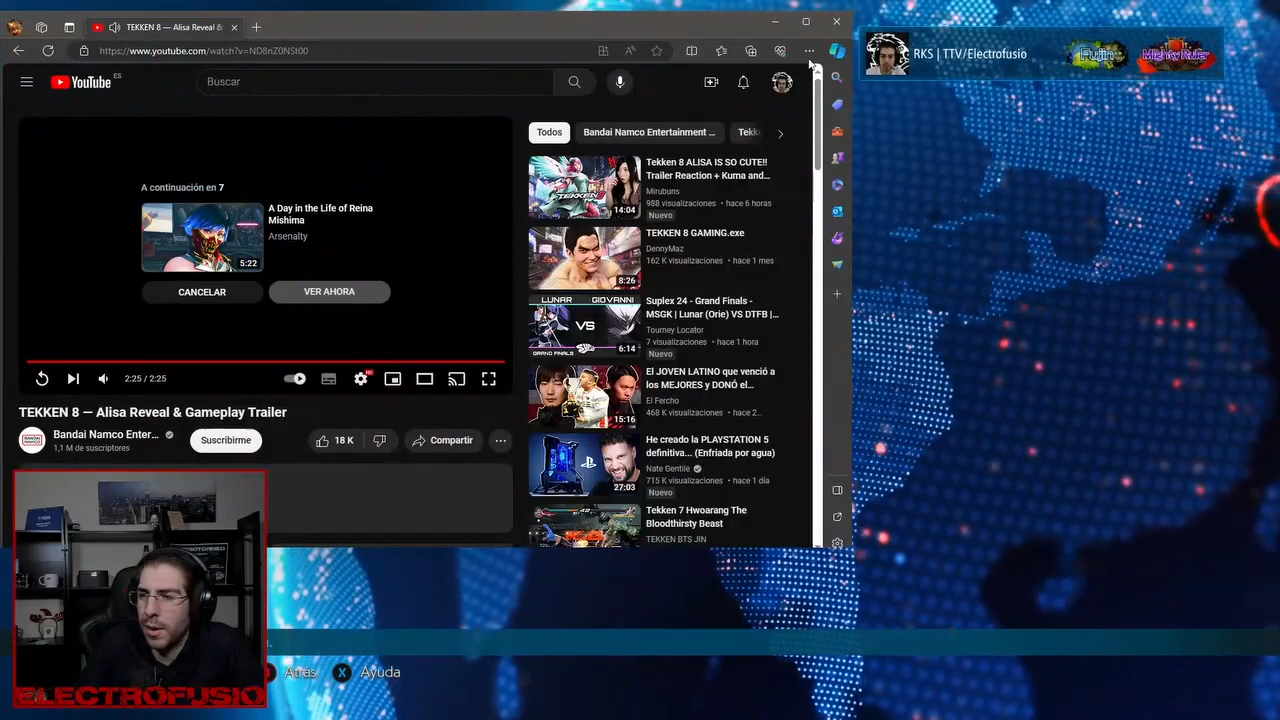 TEKKEN 8 — Alisa Reveal &
https://www.youtube.com/watch?v=ND8nZ0NSt00
RKS | TTV/Electrofusio
Fujin
Mighty Ruler
YouTube
ES
Buscar
Todos
Bandai Namco Entertainment ...
A continuación en 7
A Day in the Life of Reina
Mishima
Arsenalty
5:22
CANCELAR
VER AHORA
2:25 / 2:25
HD
TEKKEN 8 — Alisa Reveal & Gameplay Trailer
BANDAI
NAMCO
Bandai Namco Enter...
1,1 M de suscriptores
Suscribirme
18 K
Compartir
TEKKEN
14:04
Tekken 8 ALISA IS SO CUTE!!
Trailer Reaction + Kuma and...
Mirubuns
988 visualizaciones • hace 6 horas
Nuevo
8:26
TEKKEN 8 GAMING.exe
DennyMaz
162 K visualizaciones • hace 1 mes
LUNAR
GIOVANNI
VS
GRAND FINALS
6:14
Suplex 24 - Grand Finals -
MSGK | Lunar (Orie) VS DTFB |...
Tourney Locator
7 visualizaciones • hace 1 hora
Nuevo
15:16
El JOVEN LATINO que venció a
los MEJORES y DONÓ el...
El Fercho
468 K visualizaciones • hace 2...
27:03
He creado la PLAYSTATION 5
definitiva... (Enfriada por agua)
Nate Gentile
715 K visualizaciones • hace 1 día
Nuevo
Tekken 7 Hwoarang The
Bloodthirsty Beast
TEKKEN BTS JIN
Atrás
X
Ayuda
ELECTROFUSIO